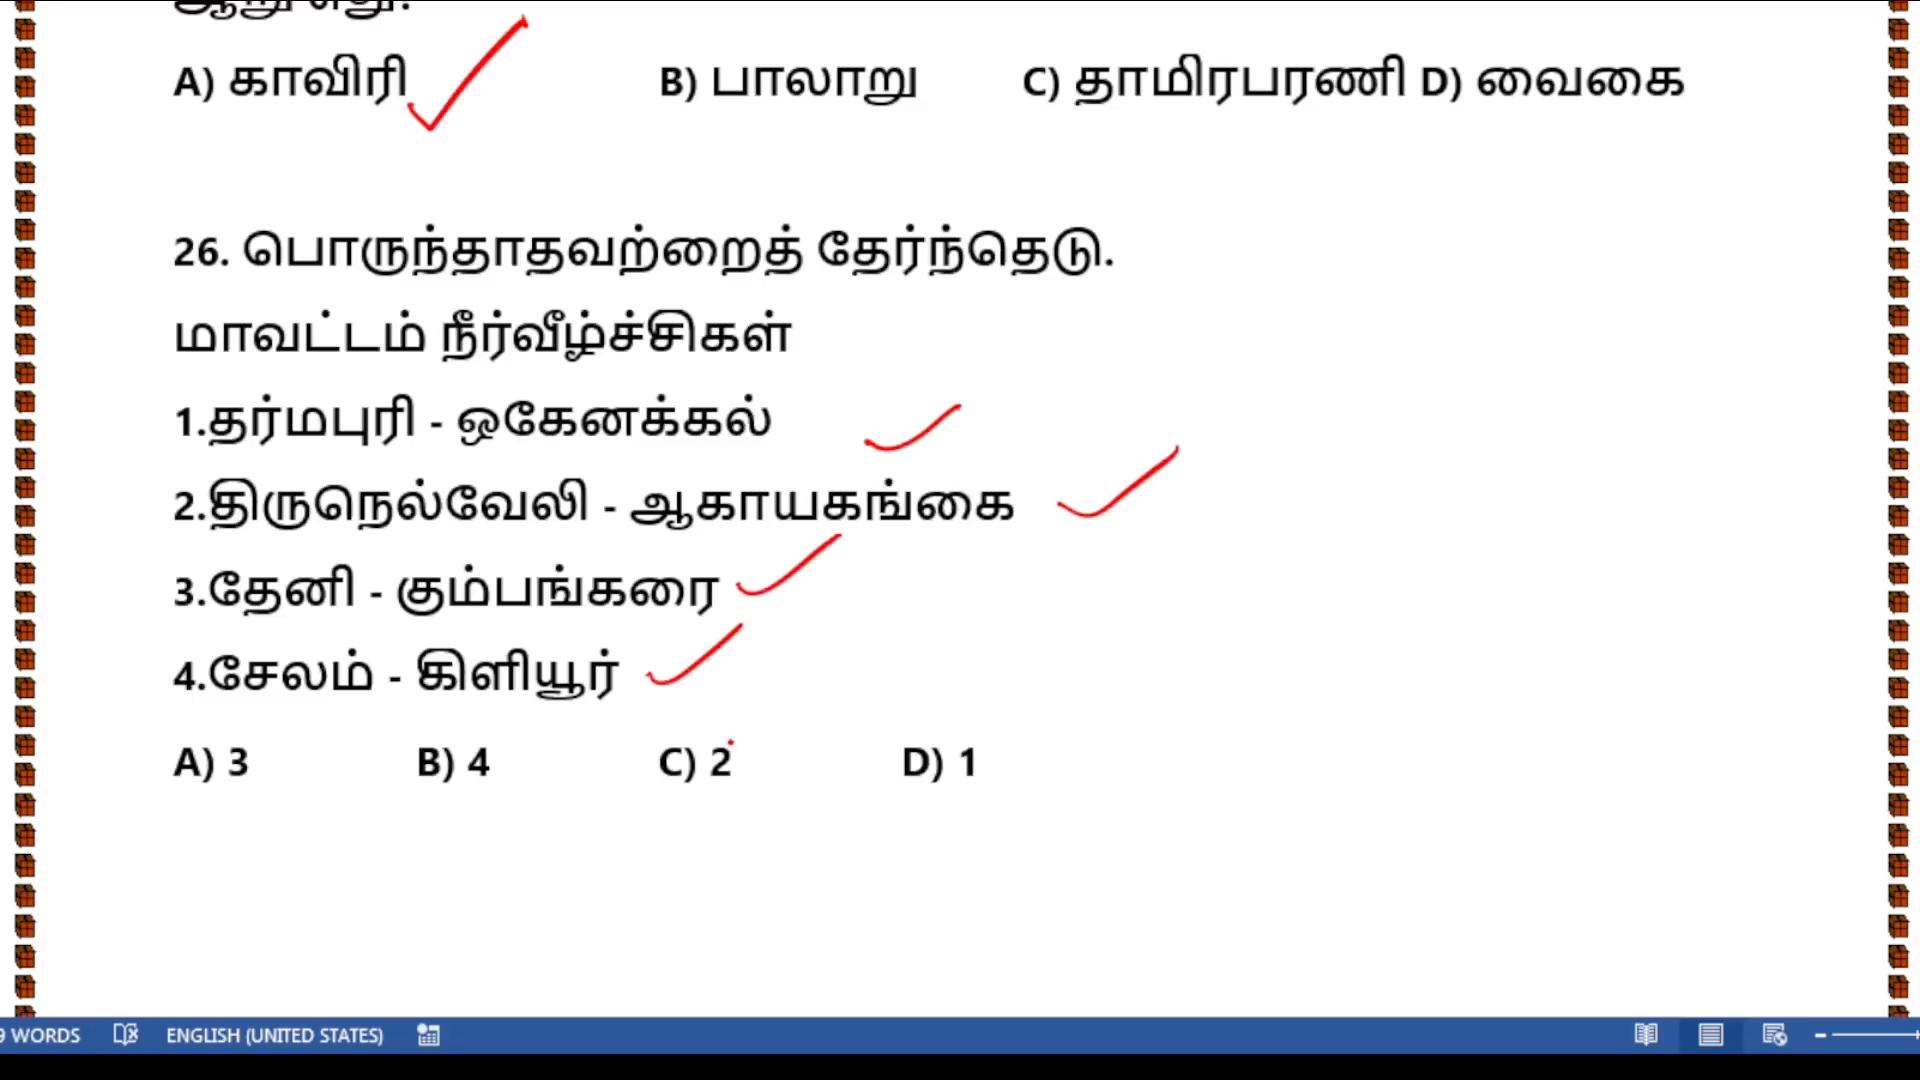 A) காவிரி B) பாலாறு C) தாமிரபரணி D) வைகை
26. பொருந்தாதவற்றைத் தேர்ந்தெடு.
மாவட்டம் நீர்வீழ்ச்சிகள்
1.தர்மபுரி - ஒகேனக்கல்
2.திருநெல்வேலி - ஆகாயகங்கை
3.தேனி - கும்பங்கரை
4.சேலம் - கிளியூர்
A) 3 B) 4 C) 2 D) 1
WORDS ENGLISH (UNITED STATES)